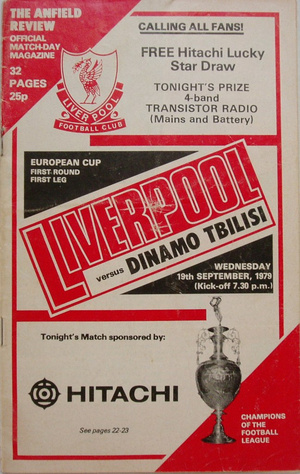 THE ANFIELD
REVIEW
OFFICIAL
MATCH-DAY
MAGAZINE
32
PAGES
25p
LIVERPOOL
FOOTBALL CLUB
CALLING ALL FANS!
FREE Hitachi Lucky
Star Draw
TONIGHT'S PRIZE
4-band
TRANSISTOR RADIO
(Mains and Battery)
EUROPEAN CUP
FIRST ROUND
FIRST LEG
LIVERPOOL
versus DINAMO TBILISI
WEDNESDAY
19th SEPTEMBER, 1979
(Kick-off 7.30 p.m.)
Tonight's Match sponsored by:
HITACHI
See pages 22-23
CHAMPIONS
OF THE
FOOTBALL
LEAGUE